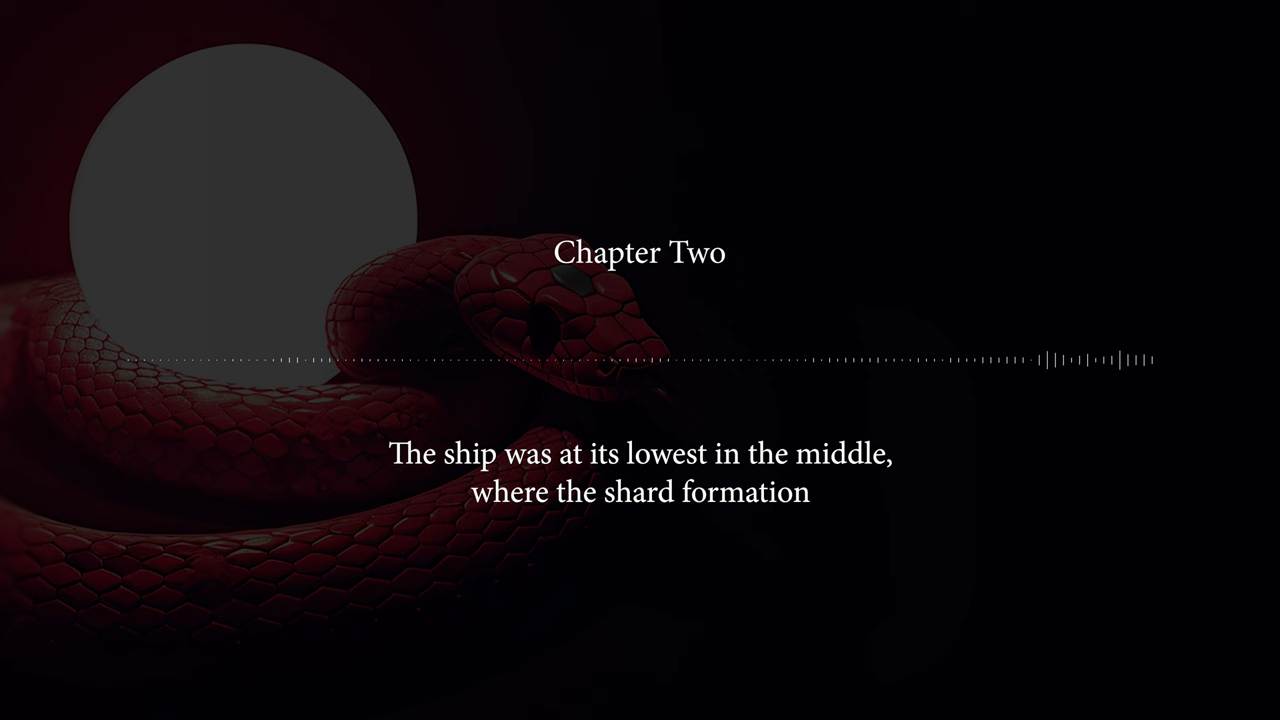 Chapter Two
The ship was at its lowest in the middle,
where the shard formation